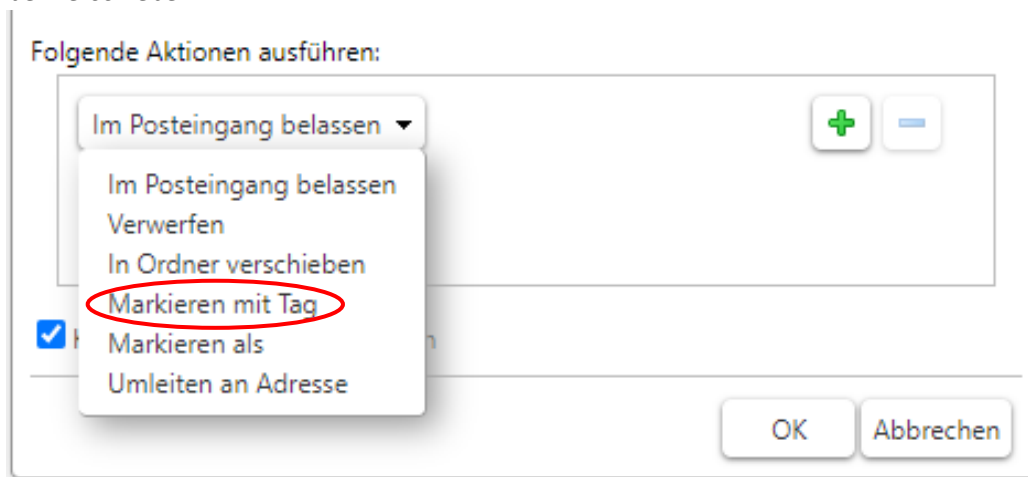 Folgende Aktionen ausführen:
Im Posteingang belassen
Im Posteingang belassen
Verwerfen
In Ordner verschieben
Markieren mit Tag
Markieren als
Umleiten an Adresse
OK Abbrechen